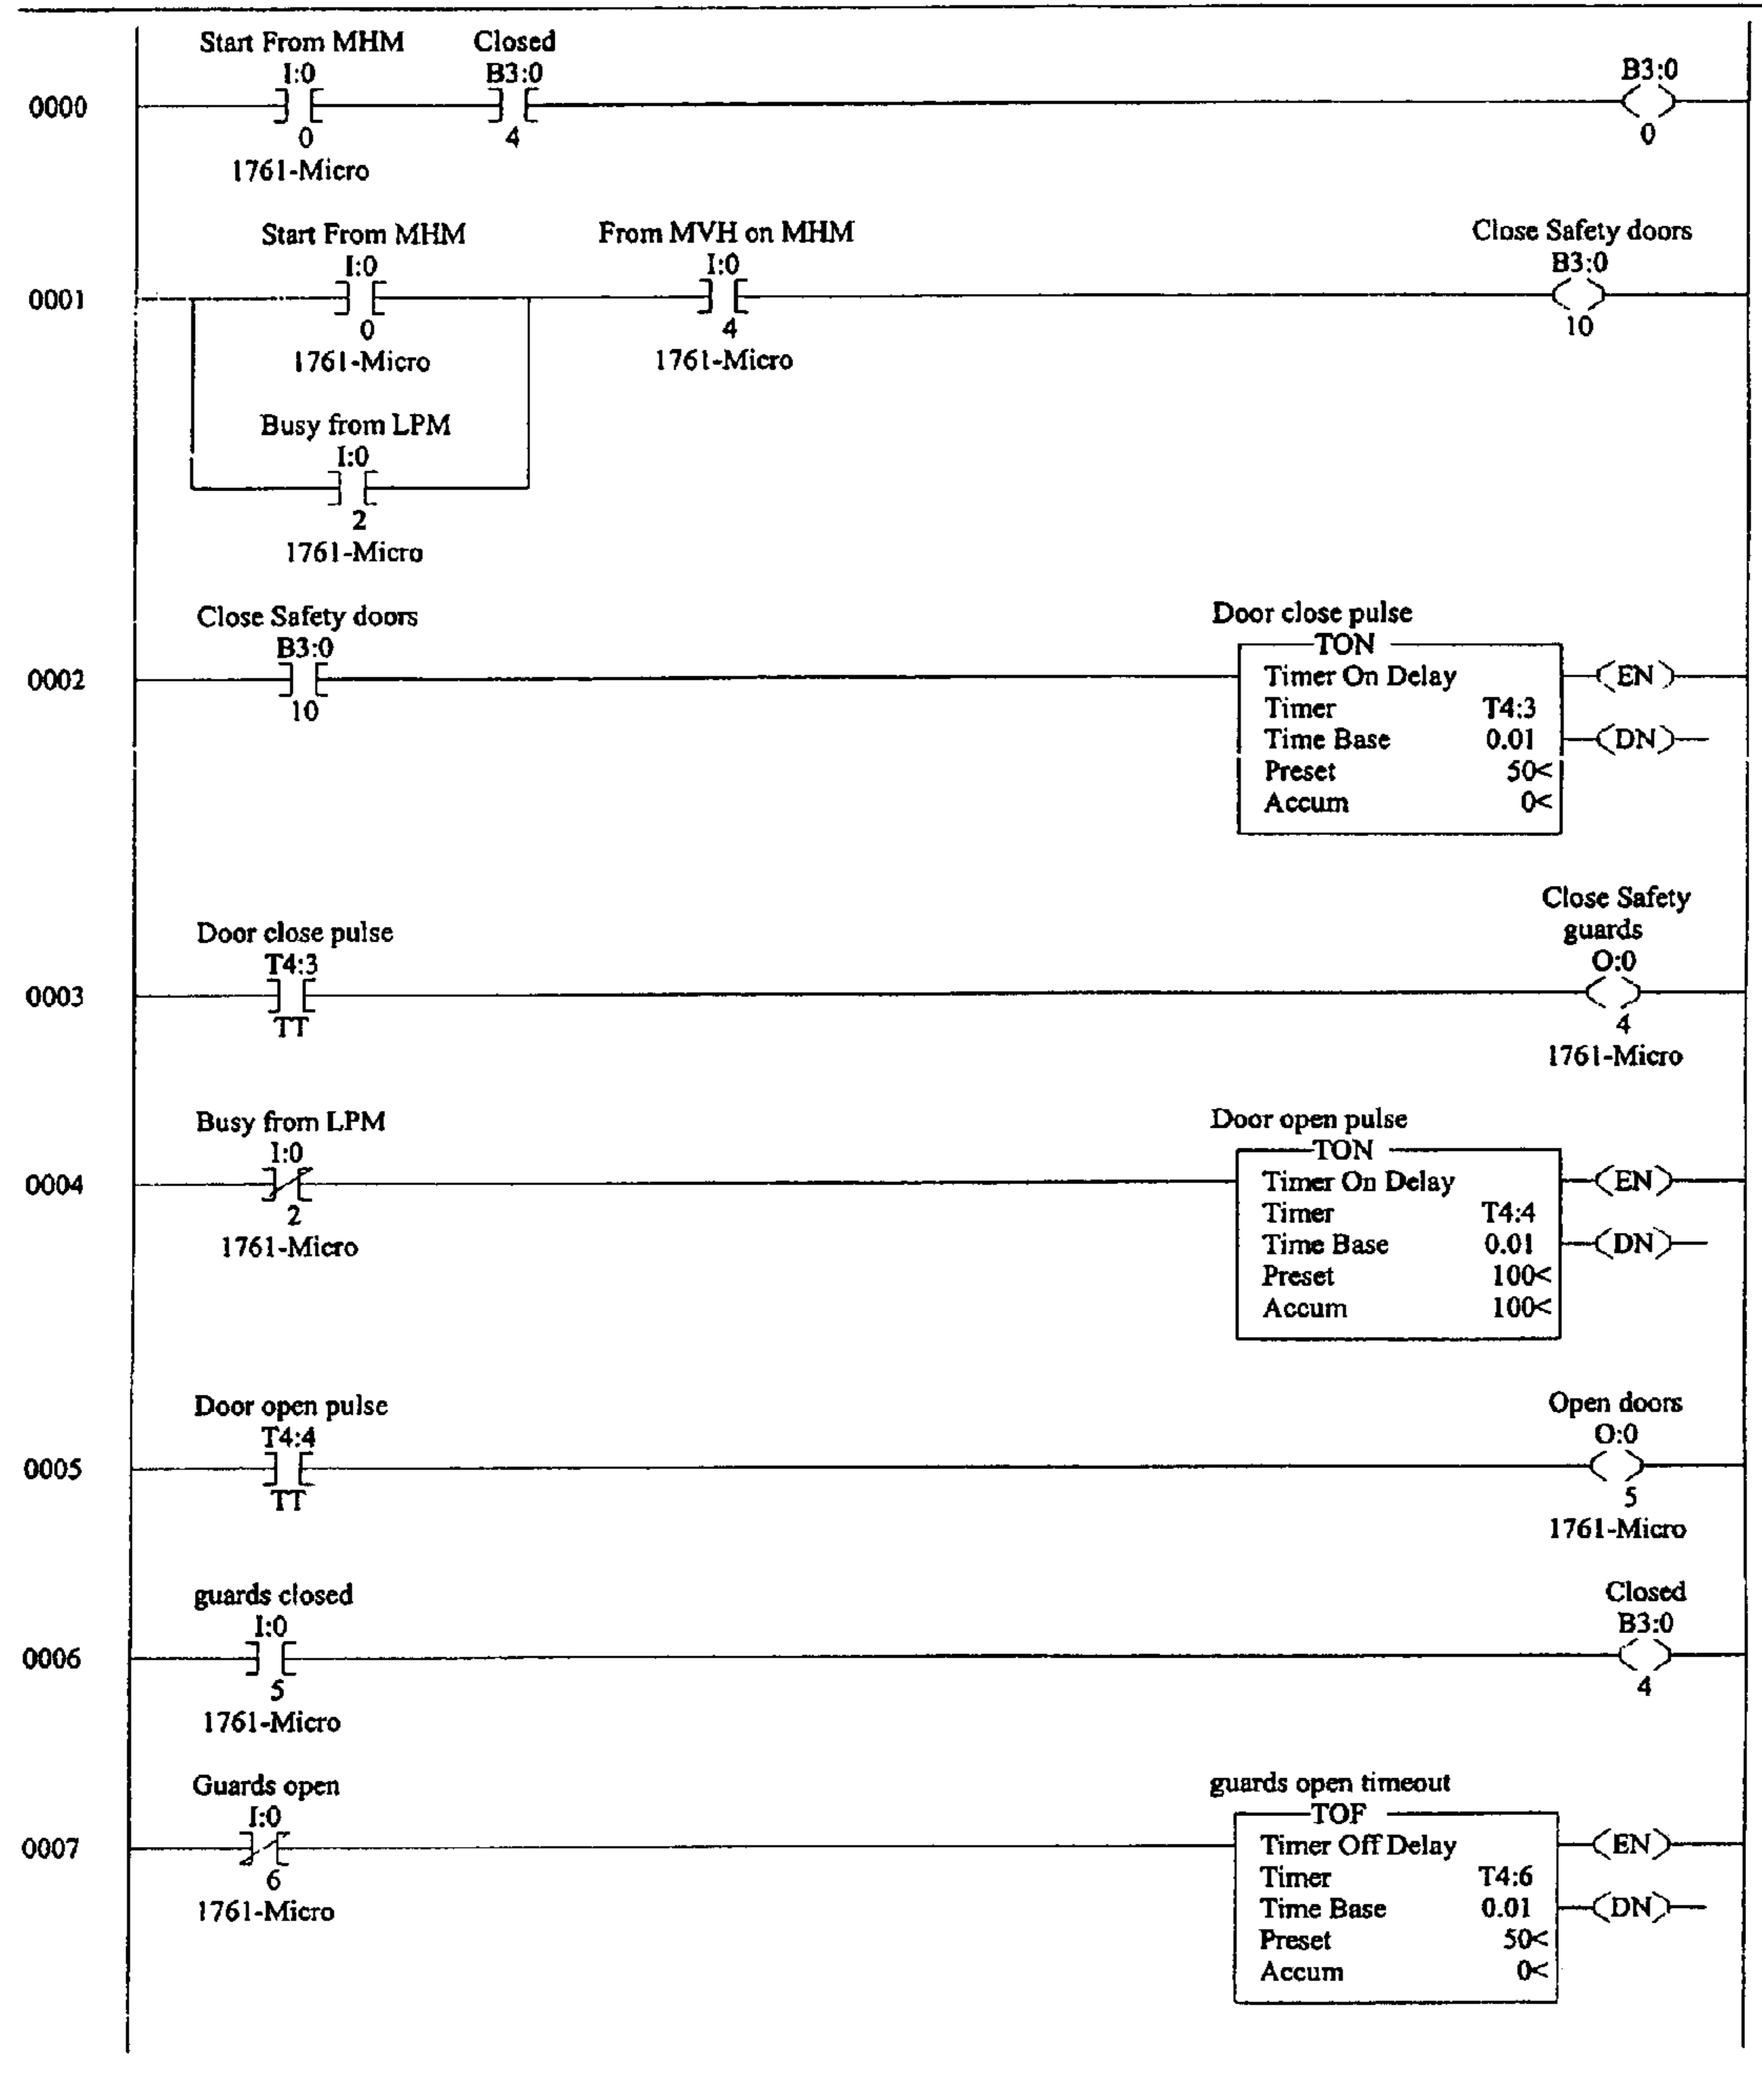 Start From MHM Closed
I:0 B3:0 B3:0
0000
0 4 0
1761-Micro
Start From MHM From MVH on MHM Close Safety doors
I:0 I:0 B3:0
0001
0 4 10
1761-Micro 1761-Micro
Busy from LPM
I:0
2
1761-Micro
Close Safety doors Door close pulse
B3:0 TON
0002 Timer On Delay EN
10 Timer T4:3
Time Base 0.01 DN
Preset 50<
Accum 0<
Close Safety
Door close pulse guards
T4:3 O:0
0003
TT 4
1761-Micro
Busy from LPM Door open pulse
I:0 TON
0004 Timer On Delay EN
2 Timer T4:4
1761-Micro Time Base 0.01 DN
Preset 100<
Accum 100<
Door open pulse Open doors
T4:4 O:0
0005
TT 5
1761-Micro
guards closed Closed
I:0 B3:0
0006
5 4
1761-Micro
Guards open guards open timeout
I:0 TOF
0007 Timer Off Delay EN
6 Timer T4:6
1761-Micro Time Base 0.01 DN
Preset 50<
Accum 0<